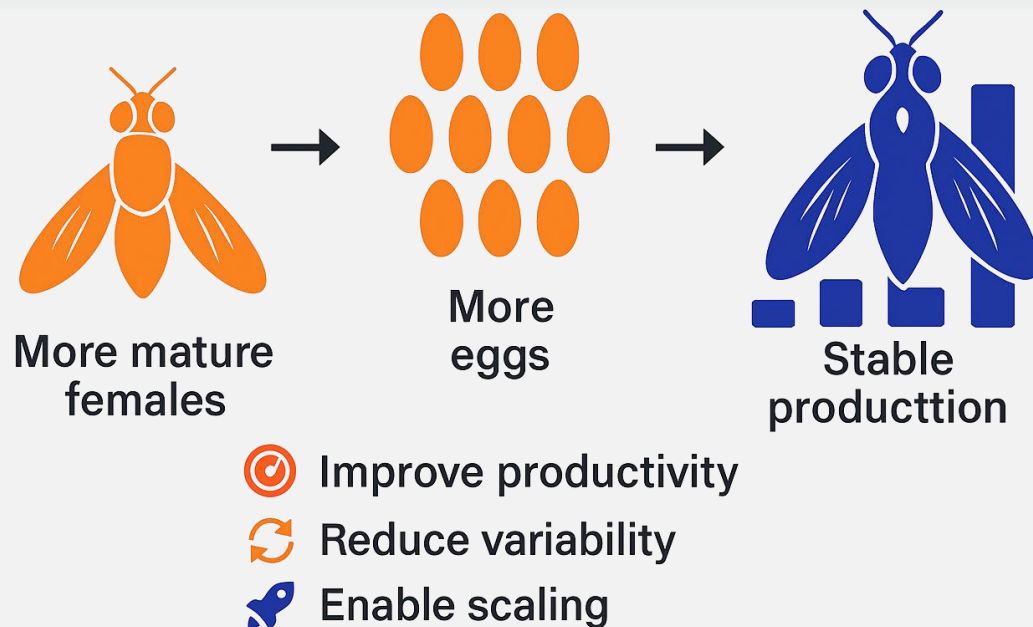 More mature
females
More
eggs
Stable
producttion
Improve productivity
Reduce variability
Enable scaling